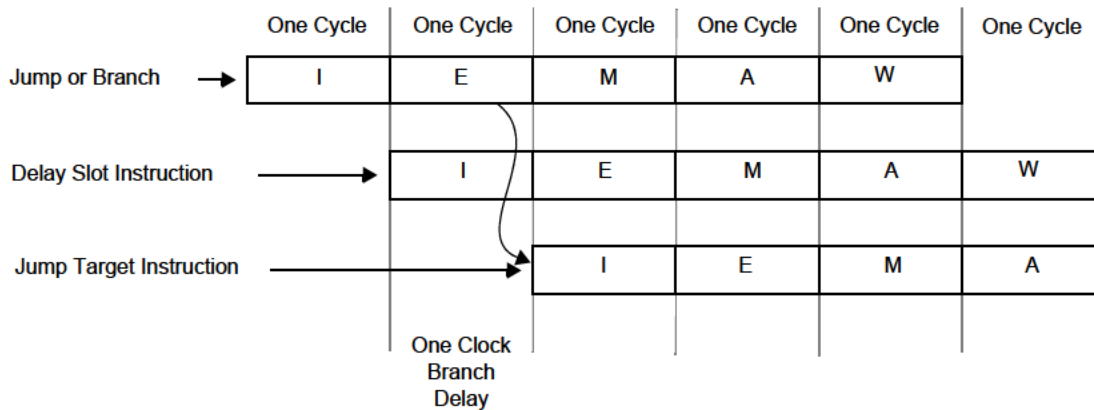 One Cycle One Cycle One Cycle One Cycle One Cycle One Cycle
Jump or Branch I E M A W
Delay Slot Instruction I E M A W
Jump Target Instruction I E M A
One Clock
Branch
Delay